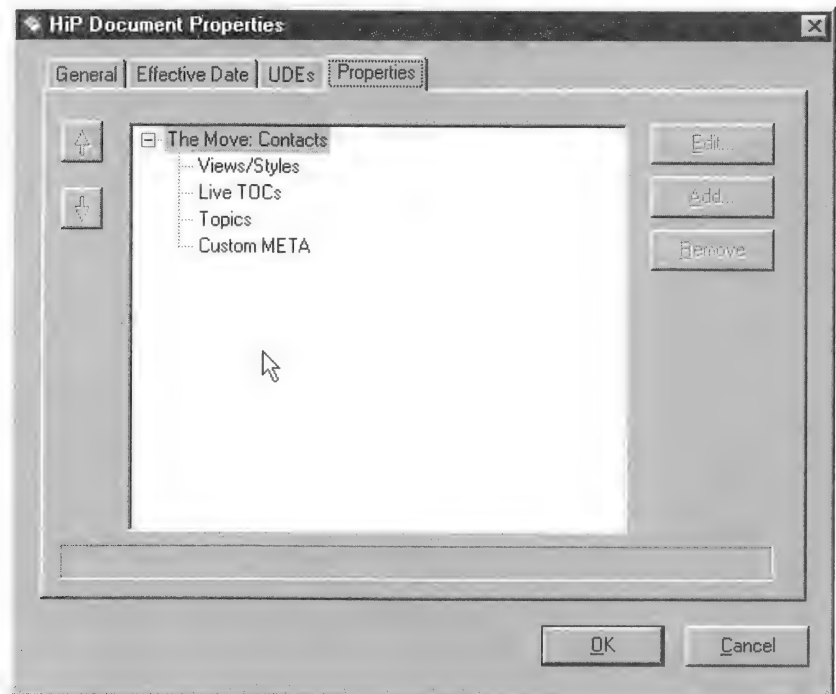 HiP Document Properties
General Effective Date UDEs Properties
The Move: Contacts
Views/Styles
Live TOCs
Topics
Custom META
Edit...
Add...
Remove
OK
Cancel